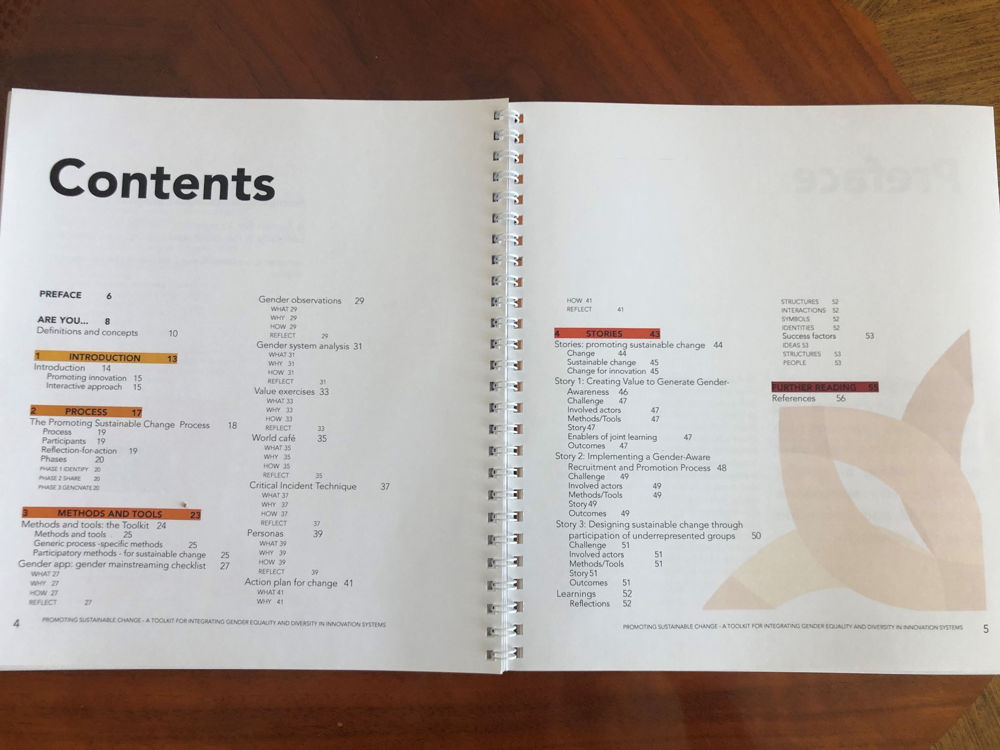 Contents
PREFACE 6
ARE YOU... 8
Definitions and concepts 10
1 INTRODUCTION 13
Introduction 14
Promoting innovation 15
Interactive approach 15
2 PROCESS 17
The Promoting Sustainable Change Process 18
Process 19
Participants 19
Reflection-for-action 19
Phases 20
PHASE 1 IDENTIFY 20
PHASE 2 SHARE 20
PHASE 3 GENOVATE 20
3 METHODS AND TOOLS 23
Methods and tools: the Toolkit 24
Methods and tools 25
Generic process -specific methods 25
Participatory methods - for sustainable change 25
Gender app: gender mainstreaming checklist 27
WHAT 27
WHY 27
HOW 27
REFLECT 27
Gender observations 29
WHAT 29
WHY 29
HOW 29
REFLECT 29
Gender system analysis 31
WHAT 31
WHY 31
HOW 31
REFLECT 31
Value exercises 33
WHAT 33
WHY 33
HOW 33
REFLECT 33
World café 35
WHAT 35
WHY 35
HOW 35
REFLECT 35
Critical Incident Technique 37
WHAT 37
WHY 37
HOW 37
REFLECT 37
Personas 39
WHAT 39
WHY 39
HOW 39
REFLECT 39
Action plan for change 41
WHAT 41
WHY 41
4 PROMOTING SUSTAINABLE CHANGE - A TOOLKIT FOR INTEGRATING GENDER EQUALITY AND DIVERSITY IN INNOVATION SYSTEMS
HOW 41
REFLECT 41
4 STORIES 43
Stories: promoting sustainable change 44
Change 44
Sustainable change 45
Change for innovation 45
Story 1: Creating Value to Generate Gender-
Awareness 46
Challenge 47
Involved actors 47
Methods/Tools 47
Story 47
Enablers of joint learning 47
Outcomes 47
Story 2: Implementing a Gender-Aware
Recruitment and Promotion Process 48
Challenge 49
Involved actors 49
Methods/Tools 49
Story 49
Outcomes 49
Story 3: Designing sustainable change through
participation of underrepresented groups 50
Challenge 51
Involved actors 51
Methods/Tools 51
Story 51
Outcomes 51
Learnings 52
Reflections 52
STRUCTURES 52
INTERACTIONS 52
SYMBOLS 52
IDENTITIES 52
Success factors 53
IDEAS 53
STRUCTURES 53
PEOPLE 53
FURTHER READING 55
References 56
PROMOTING SUSTAINABLE CHANGE - A TOOLKIT FOR INTEGRATING GENDER EQUALITY AND DIVERSITY IN INNOVATION SYSTEMS 5